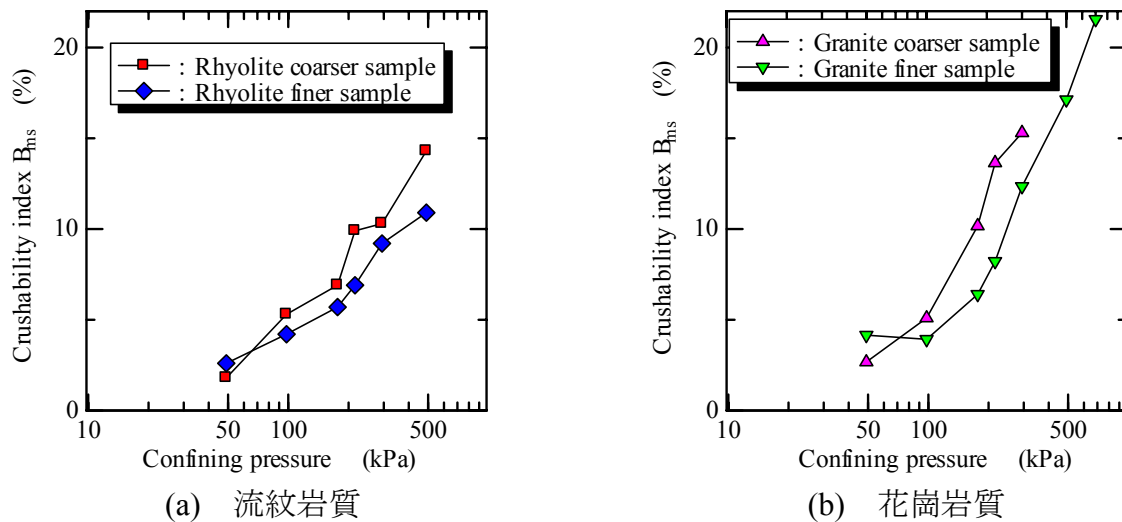 20
10
0
Crushability index Bms (%)
: Rhyolite coarser sample
: Rhyolite finer sample
10 50 100 500
Confining pressure (kPa)
(a) 流紋岩質
20
10
0
Crushability index Bms (%)
: Granite coarser sample
: Granite finer sample
10 50 100 500
Confining pressure (kPa)
(b) 花崗岩質